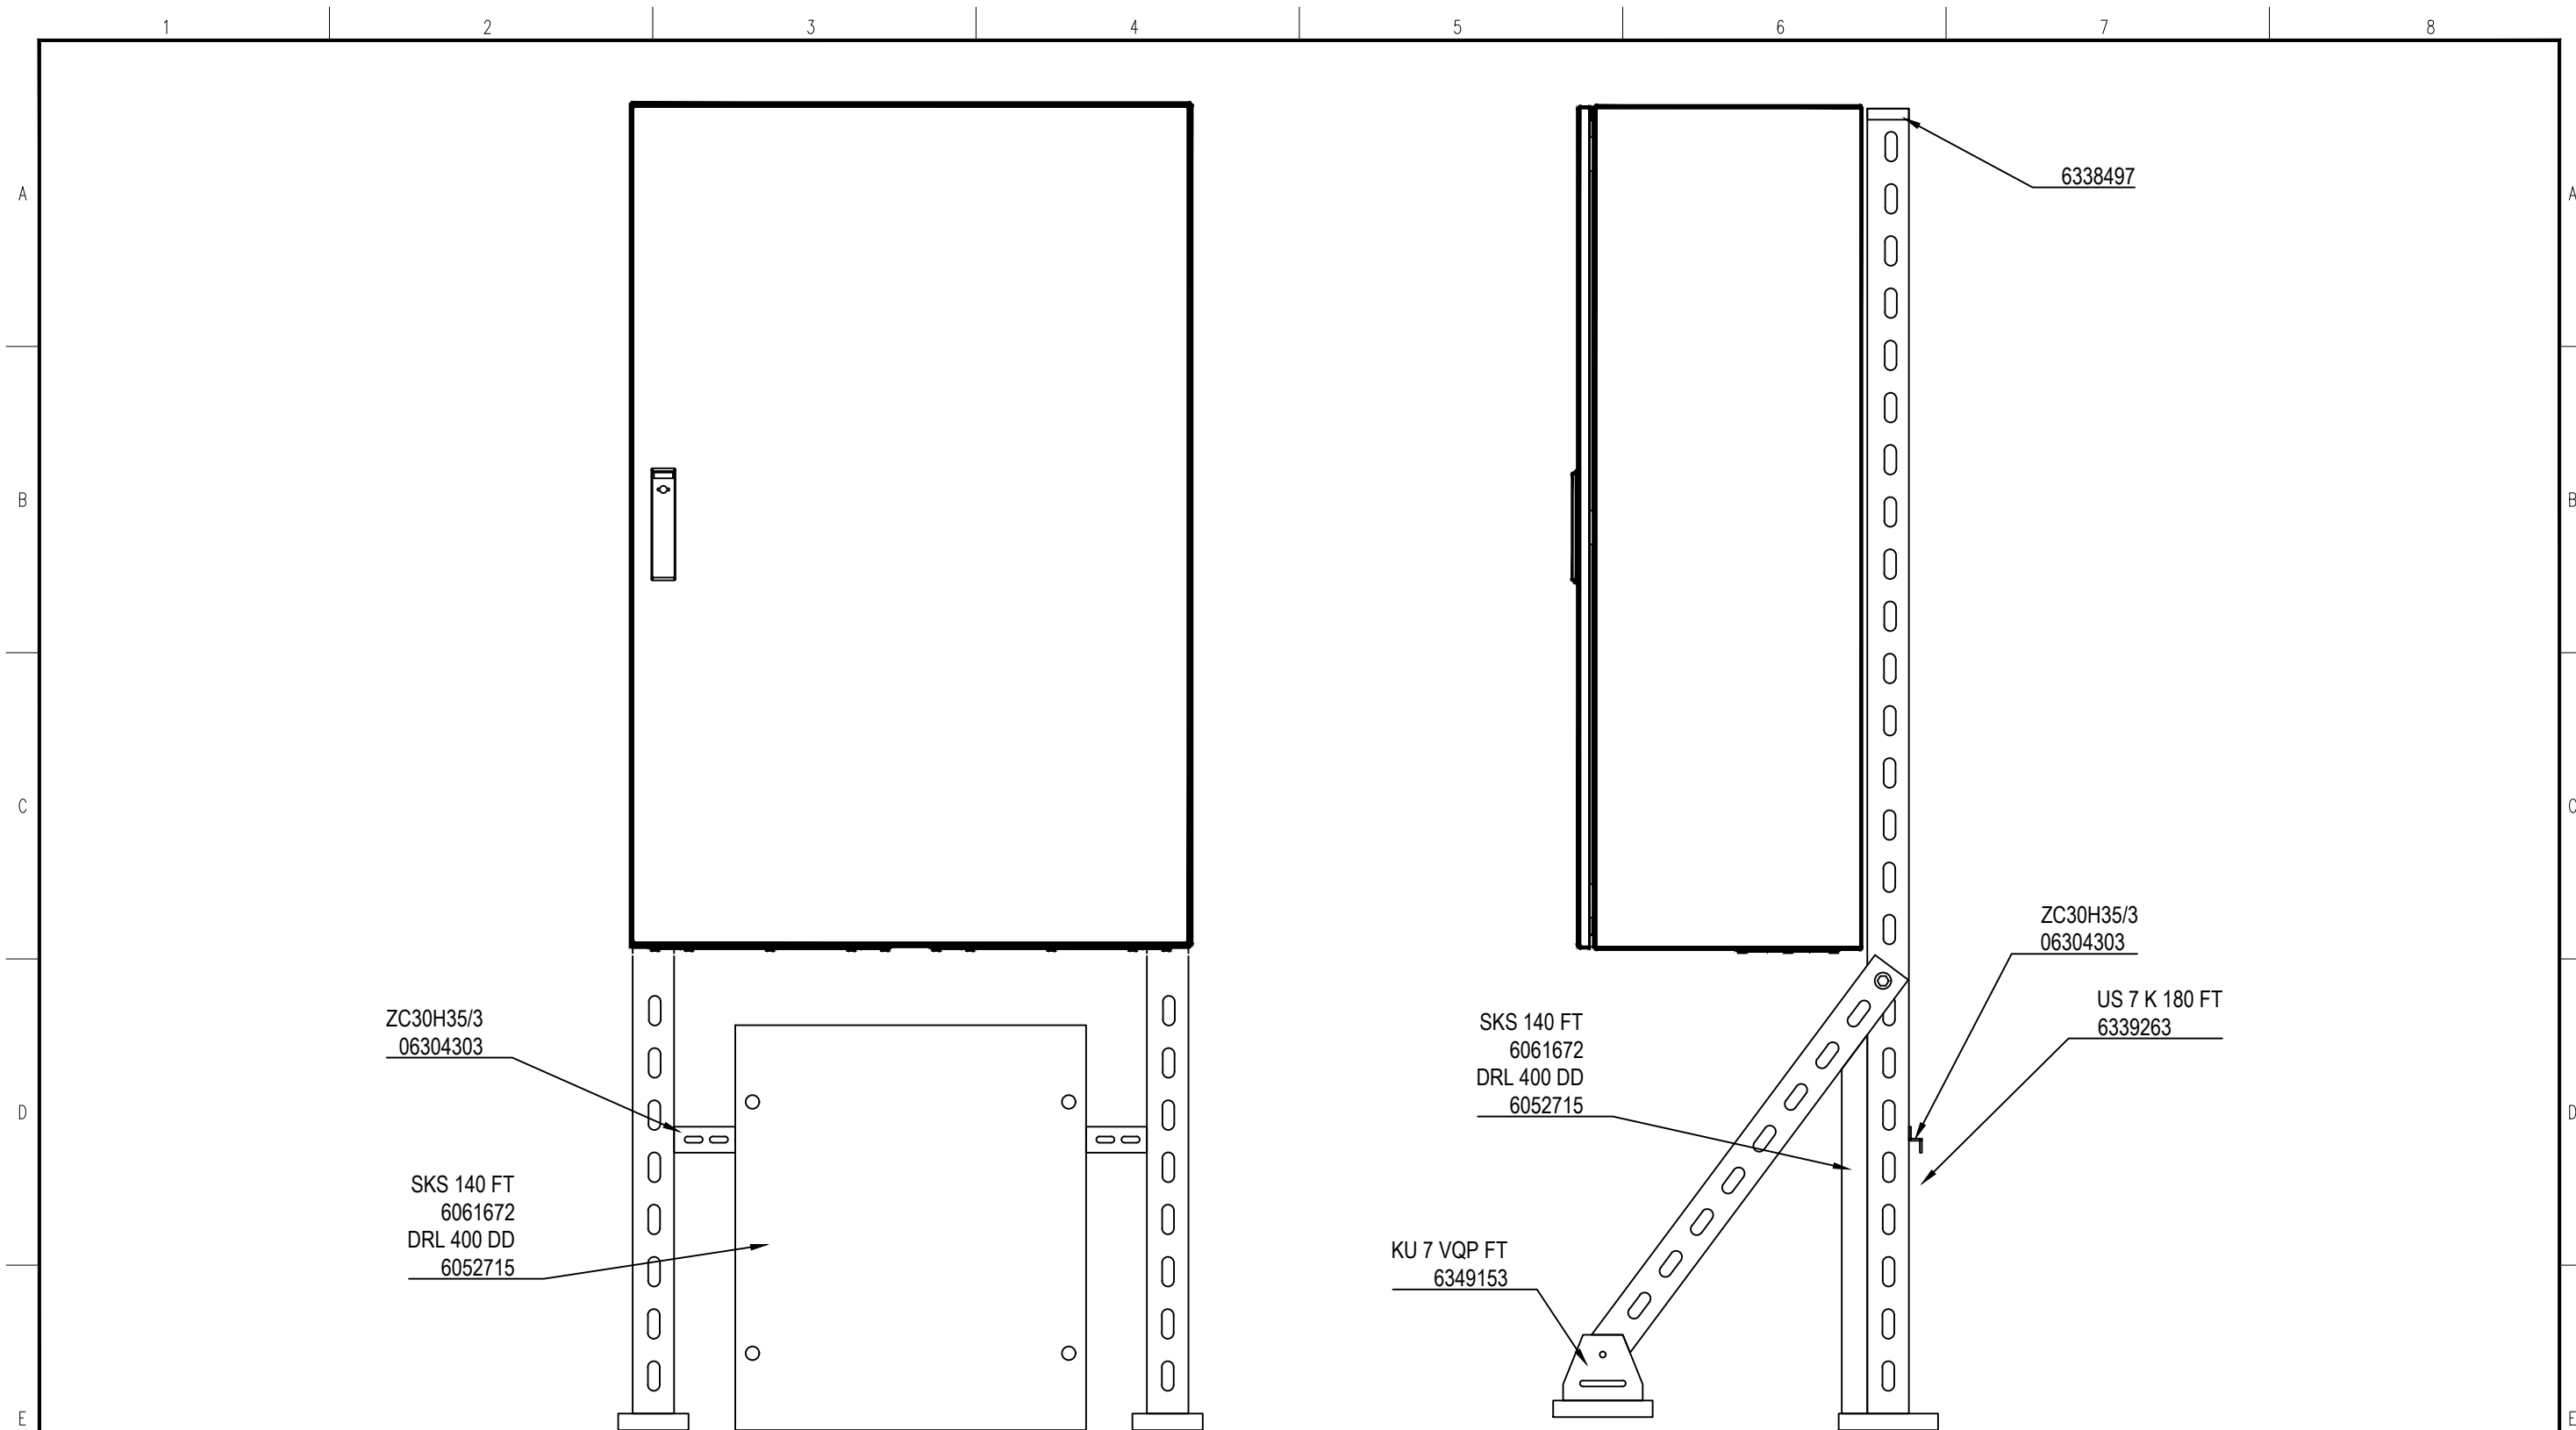 1 2 3 4 5 6 7 8
A A
6338497
B B
C C
ZC30H35/3
06304303
US 7 K 180 FT
6339263
ZC30H35/3
06304303
SKS 140 FT
6061672
DRL 400 DD
6052715
D D
SKS 140 FT
6061672
DRL 400 DD
6052715
KU 7 VQP FT
6349153
E E